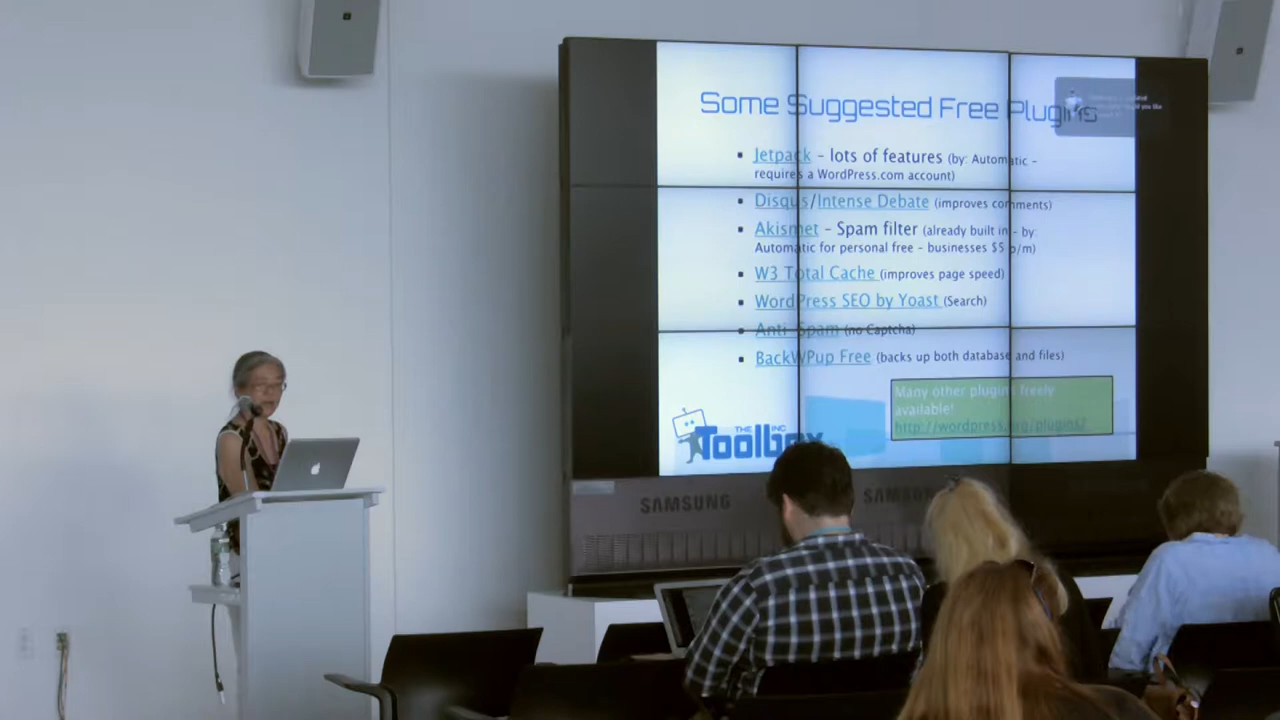 Some Suggested Free Plugins
Jetpack – lots of features (by: Automatic –
requires a WordPress.com account)
Disqus/Intense Debate (improves comments)
Akismet – Spam filter (already built in – by:
Automatic for personal free – businesses $5 p/m)
W3 Total Cache (improves page speed)
WordPress SEO by Yoast (Search)
Anti-Spam (no Captcha)
BackWPup Free (backs up both database and files)
Many other plugins freely
available!
http://wordpress.org/plugins/
THE INC
Toolbox
SAMSUNG
SAMSUNG